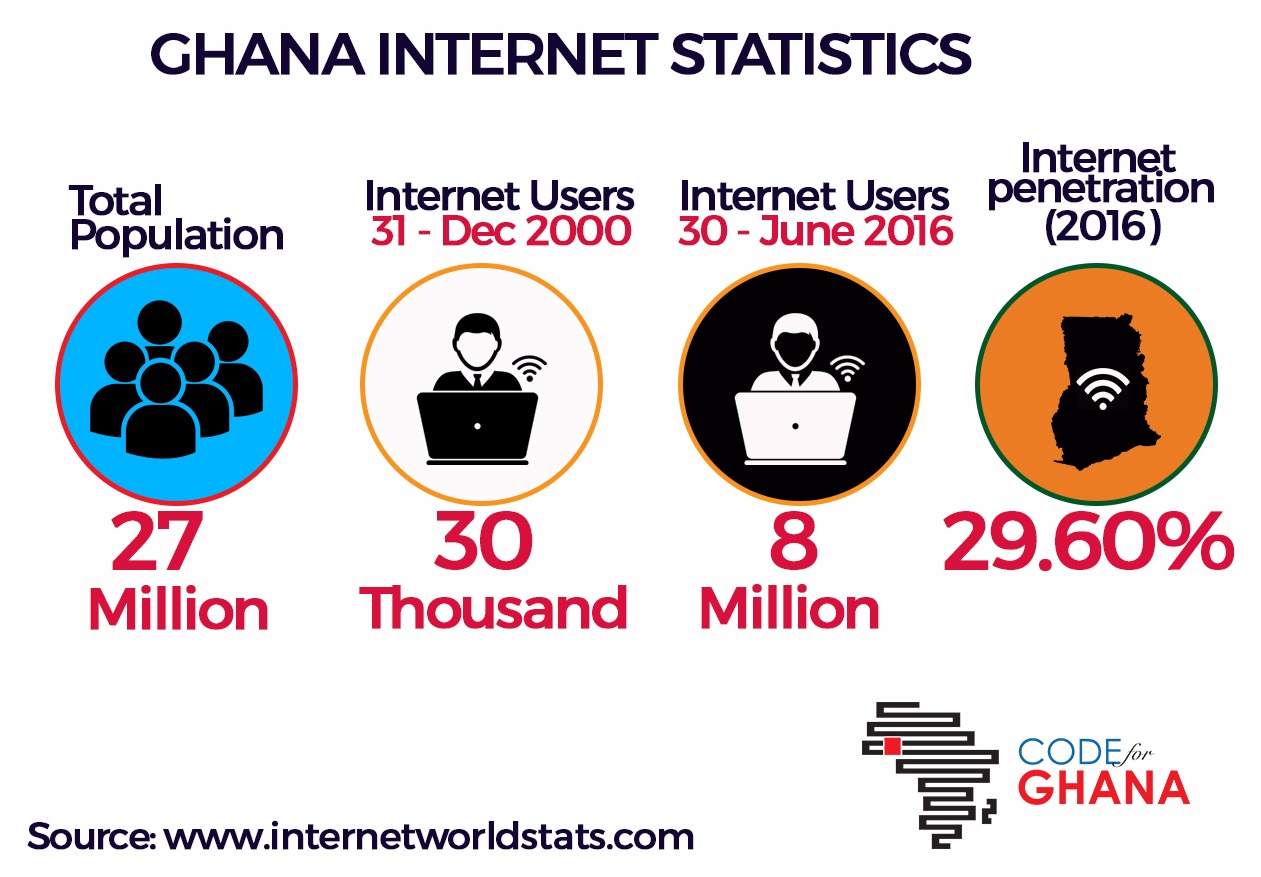 GHANA INTERNET STATISTICS
Total
Population
27
Million
Internet Users
31 - Dec 2000
30
Thousand
Internet Users
30 - June 2016
8
Million
Internet
penetration
(2016)
29.60%
CODE for
GHANA
Source: www.internetworldstats.com